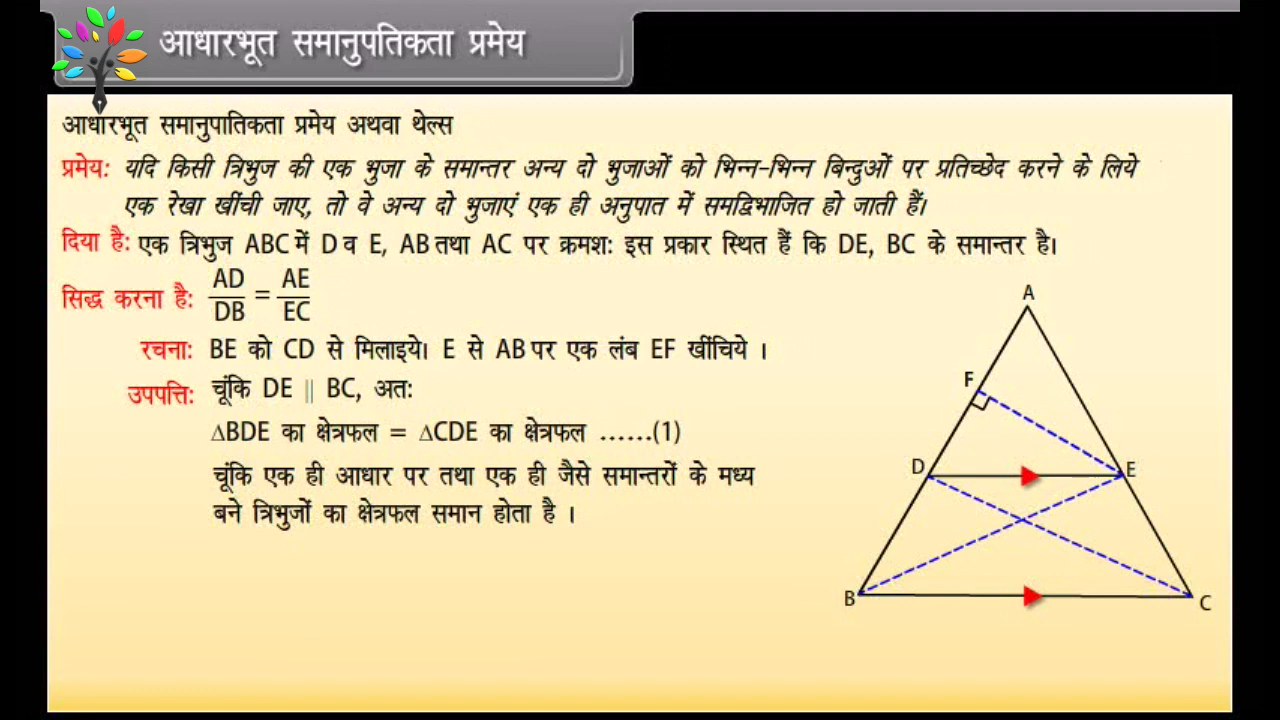 आधारभूत समानुपतिकता प्रमेय
आधारभूत समानुपातिकता प्रमेय अथवा थेल्स
प्रमेय: यदि किसी त्रिभुज की एक भुजा के समान्तर अन्य दो भुजाओं को भिन्न-भिन्न बिन्दुओं पर प्रतिच्छेद करने के लिये
एक रेखा खींची जाए, तो वे अन्य दो भुजाएं एक ही अनुपात में समद्विभाजित हो जाती हैं।
दिया है: एक त्रिभुज ABC में D व E, AB तथा AC पर क्रमश: इस प्रकार स्थित हैं कि DE, BC के समान्तर है।
सिद्ध करना है: AD/DB = AE/EC
रचना: BE को CD से मिलाइये। E से AB पर एक लंब EF खींचिये ।
उपपत्ति: चूंकि DE || BC, अत:
∆BDE का क्षेत्रफल = ∆CDE का क्षेत्रफल ......(1)
चूंकि एक ही आधार पर तथा एक ही जैसे समान्तरों के मध्य
बने त्रिभुजों का क्षेत्रफल समान होता है ।
A
F
D
E
B
C